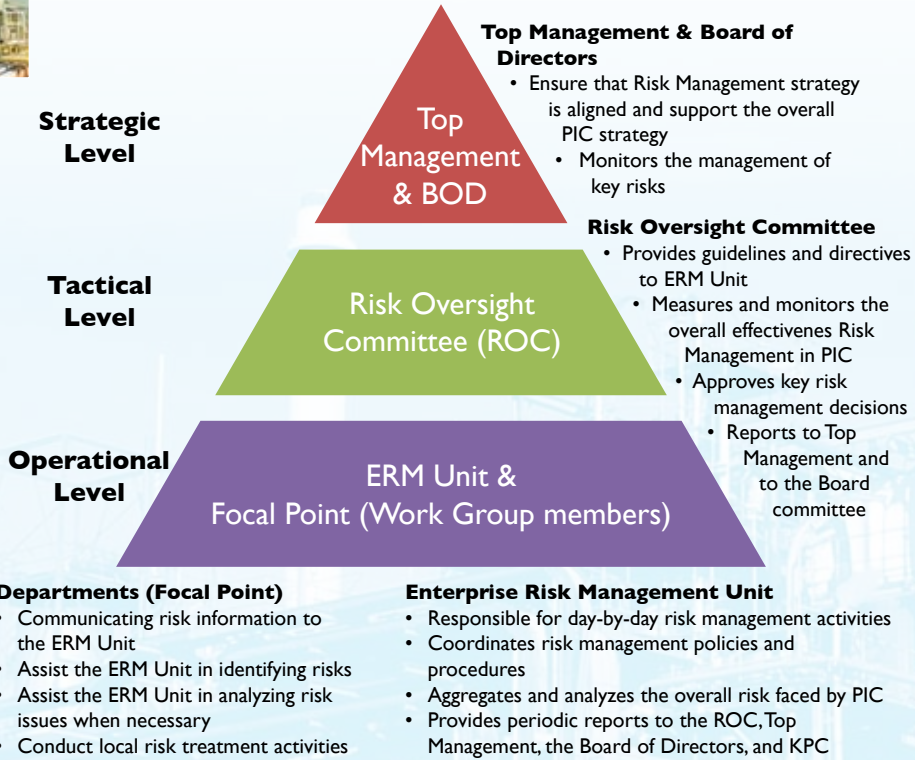 Strategic
Level
Top
Management
& BOD
Top Management & Board of
Directors
• Ensure that Risk Management strategy
is aligned and support the overall
PIC strategy
• Monitors the management of
key risks
Tactical
Level
Risk Oversight
Committee (ROC)
Risk Oversight Committee
• Provides guidelines and directives
to ERM Unit
• Measures and monitors the
overall effectivenes Risk
Management in PIC
• Approves key risk
management decisions
• Reports to Top
Management and
to the Board
committee
Operational
Level
ERM Unit &
Focal Point (Work Group members)
Departments (Focal Point)
• Communicating risk information to
the ERM Unit
• Assist the ERM Unit in identifying risks
• Assist the ERM Unit in analyzing risk
issues when necessary
• Conduct local risk treatment activities
Enterprise Risk Management Unit
• Responsible for day-by-day risk management activities
• Coordinates risk management policies and
procedures
• Aggregates and analyzes the overall risk faced by PIC
• Provides periodic reports to the ROC, Top
Management, the Board of Directors, and KPC